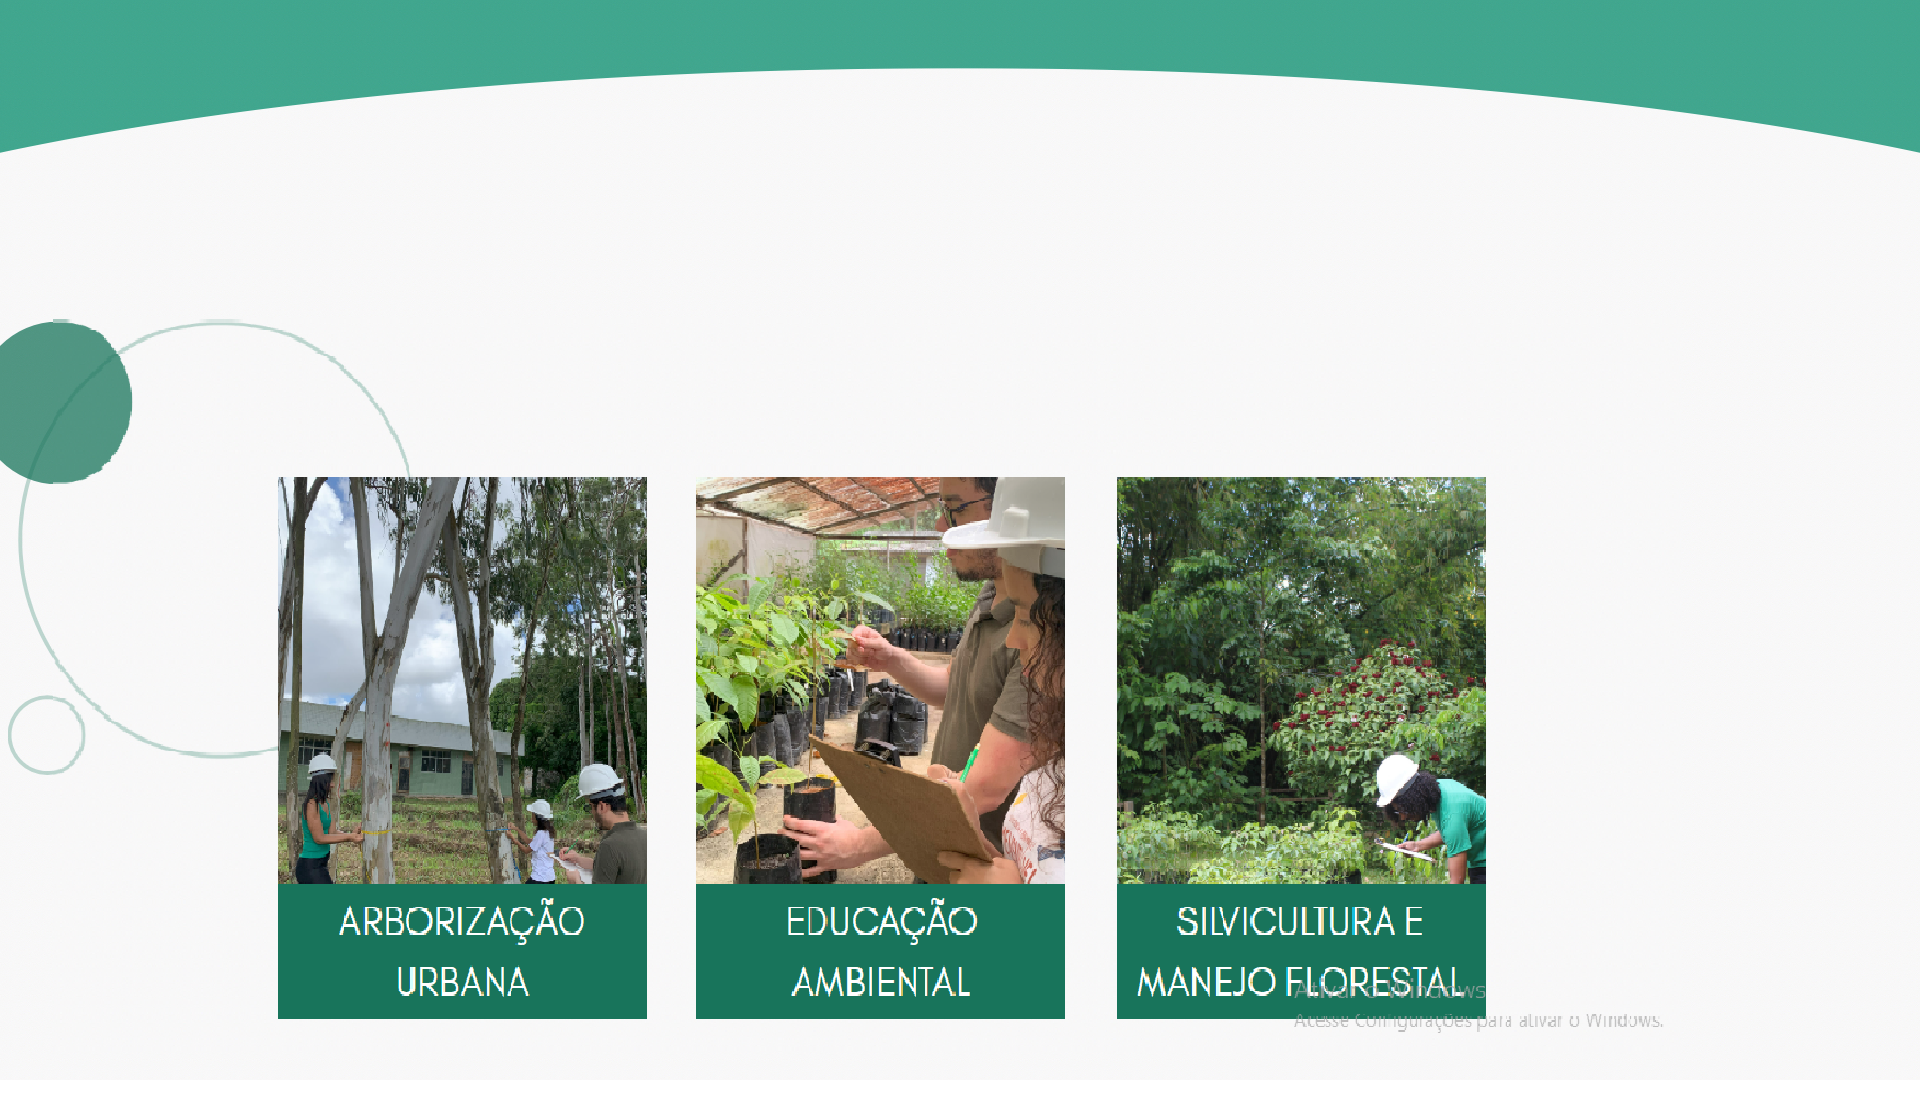 ARBORIZAÇÃO
URBANA
EDUCAÇÃO
AMBIENTAL
SILVICULTURA E
MANEJO FLORESTAL
Ativar o Windows
Acesse Configurações para ativar o Windows.